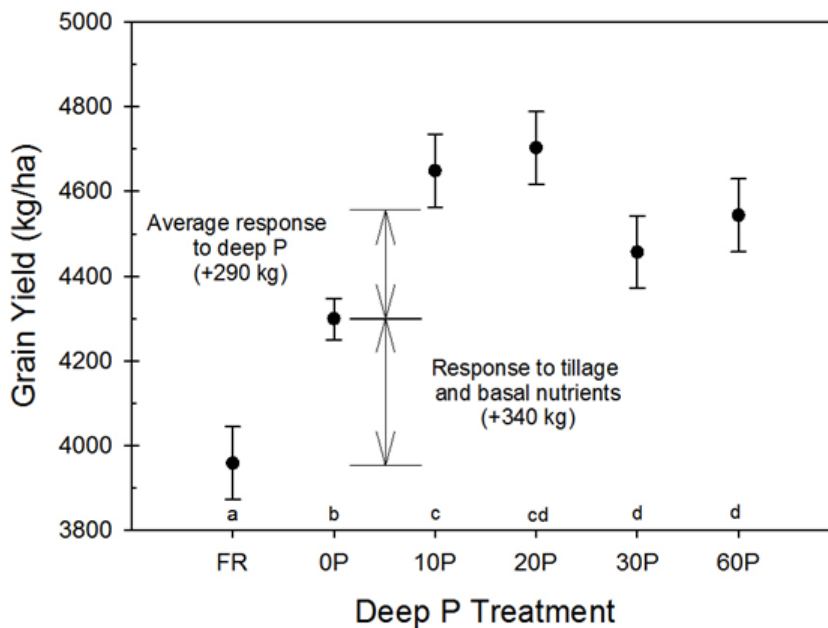 5000
4800
4600
4400
4200
4000
3800
Grain Yield (kg/ha)
Average response
to deep P
(+290 kg)
Response to tillage
and basal nutrients
(+340 kg)
a b c cd d d
FR 0P 10P 20P 30P 60P
Deep P Treatment